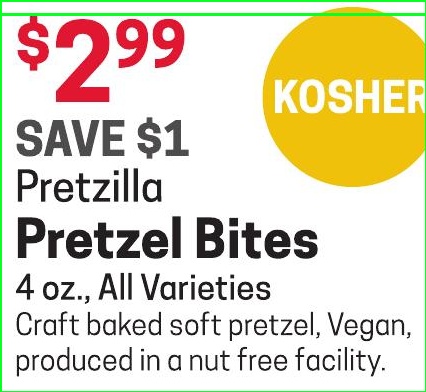 $2.99
KOSHER
SAVE $1
Pretzilla
Pretzel Bites
4 oz., All Varieties
Craft baked soft pretzel, Vegan,
produced in a nut free facility.